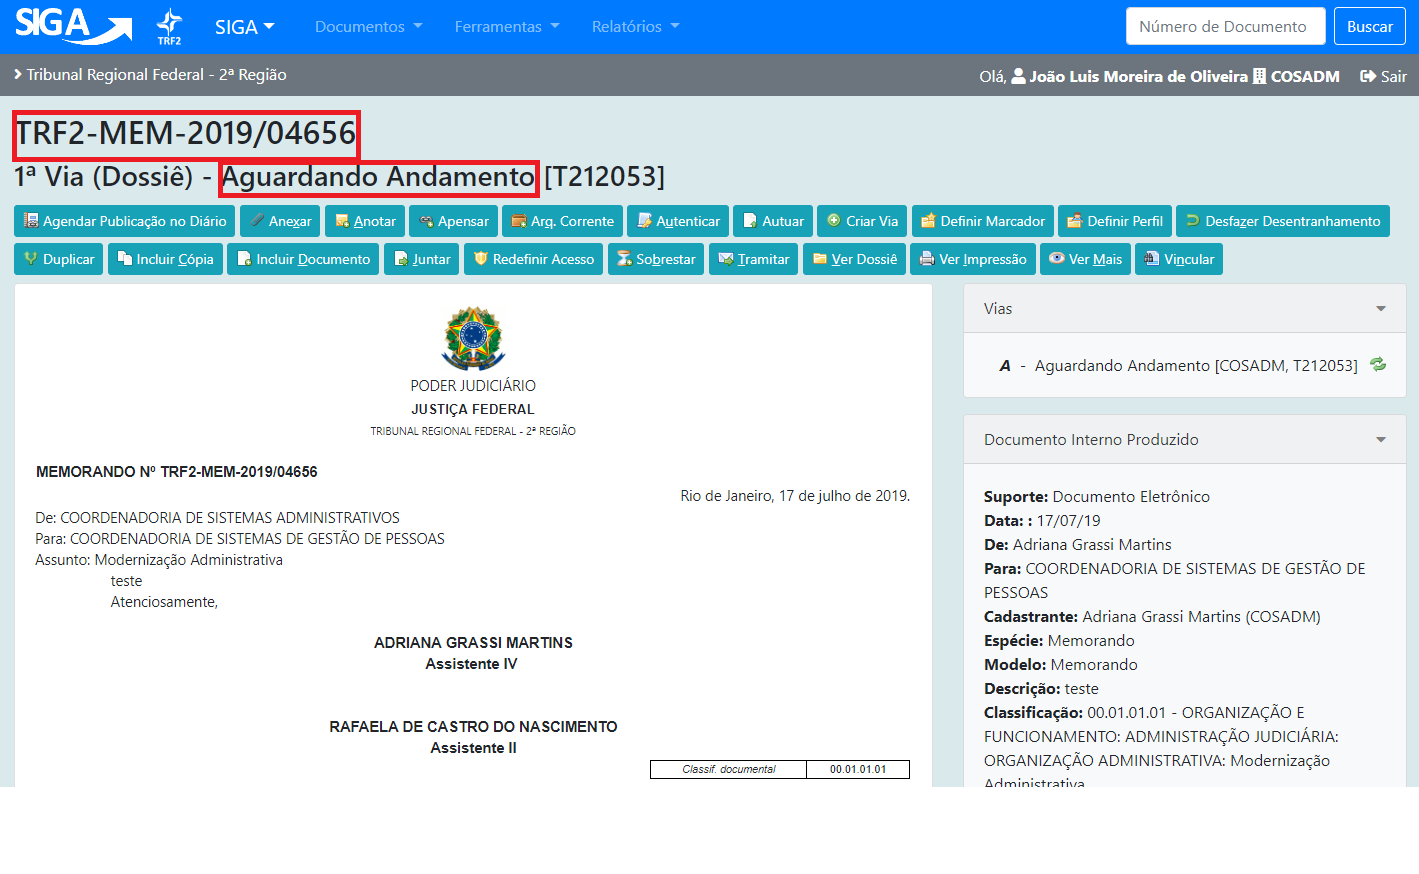 SIGA TRF2 SIGA Documentos Ferramentas Relatórios Número de Documento Buscar
Tribunal Regional Federal - 2ª Região Olá, João Luis Moreira de Oliveira COSADM Sair
TRF2-MEM-2019/04656
1ª Via (Dossiê) - Aguardando Andamento [T212053]
Agendar Publicação no Diário Anexar Anotar Apensar Arq. Corrente Autenticar Autuar Criar Via Definir Marcador Definir Perfil Desfazer Desentranhamento
Duplicar Incluir Cópia Incluir Documento Juntar Redefinir Acesso Sobrestar Tramitar Ver Dossiê Ver Impressão Ver Mais Vincular
PODER JUDICIÁRIO
JUSTIÇA FEDERAL
TRIBUNAL REGIONAL FEDERAL - 2ª REGIÃO
MEMORANDO Nº TRF2-MEM-2019/04656
Rio de Janeiro, 17 de julho de 2019.
De: COORDENADORIA DE SISTEMAS ADMINISTRATIVOS
Para: COORDENADORIA DE SISTEMAS DE GESTÃO DE PESSOAS
Assunto: Modernização Administrativa
teste
Atenciosamente,
ADRIANA GRASSI MARTINS
Assistente IV
RAFAELA DE CASTRO DO NASCIMENTO
Assistente II
Classif. documental 00.01.01.01
Vias
A - Aguardando Andamento [COSADM, T212053]
Documento Interno Produzido
Suporte: Documento Eletrônico
Data: : 17/07/19
De: Adriana Grassi Martins
Para: COORDENADORIA DE SISTEMAS DE GESTÃO DE
PESSOAS
Cadastrante: Adriana Grassi Martins (COSADM)
Espécie: Memorando
Modelo: Memorando
Descrição: teste
Classificação: 00.01.01.01 - ORGANIZAÇÃO E
FUNCIONAMENTO: ADMINISTRAÇÃO JUDICIÁRIA:
ORGANIZAÇÃO ADMINISTRATIVA: Modernização
Administrativa